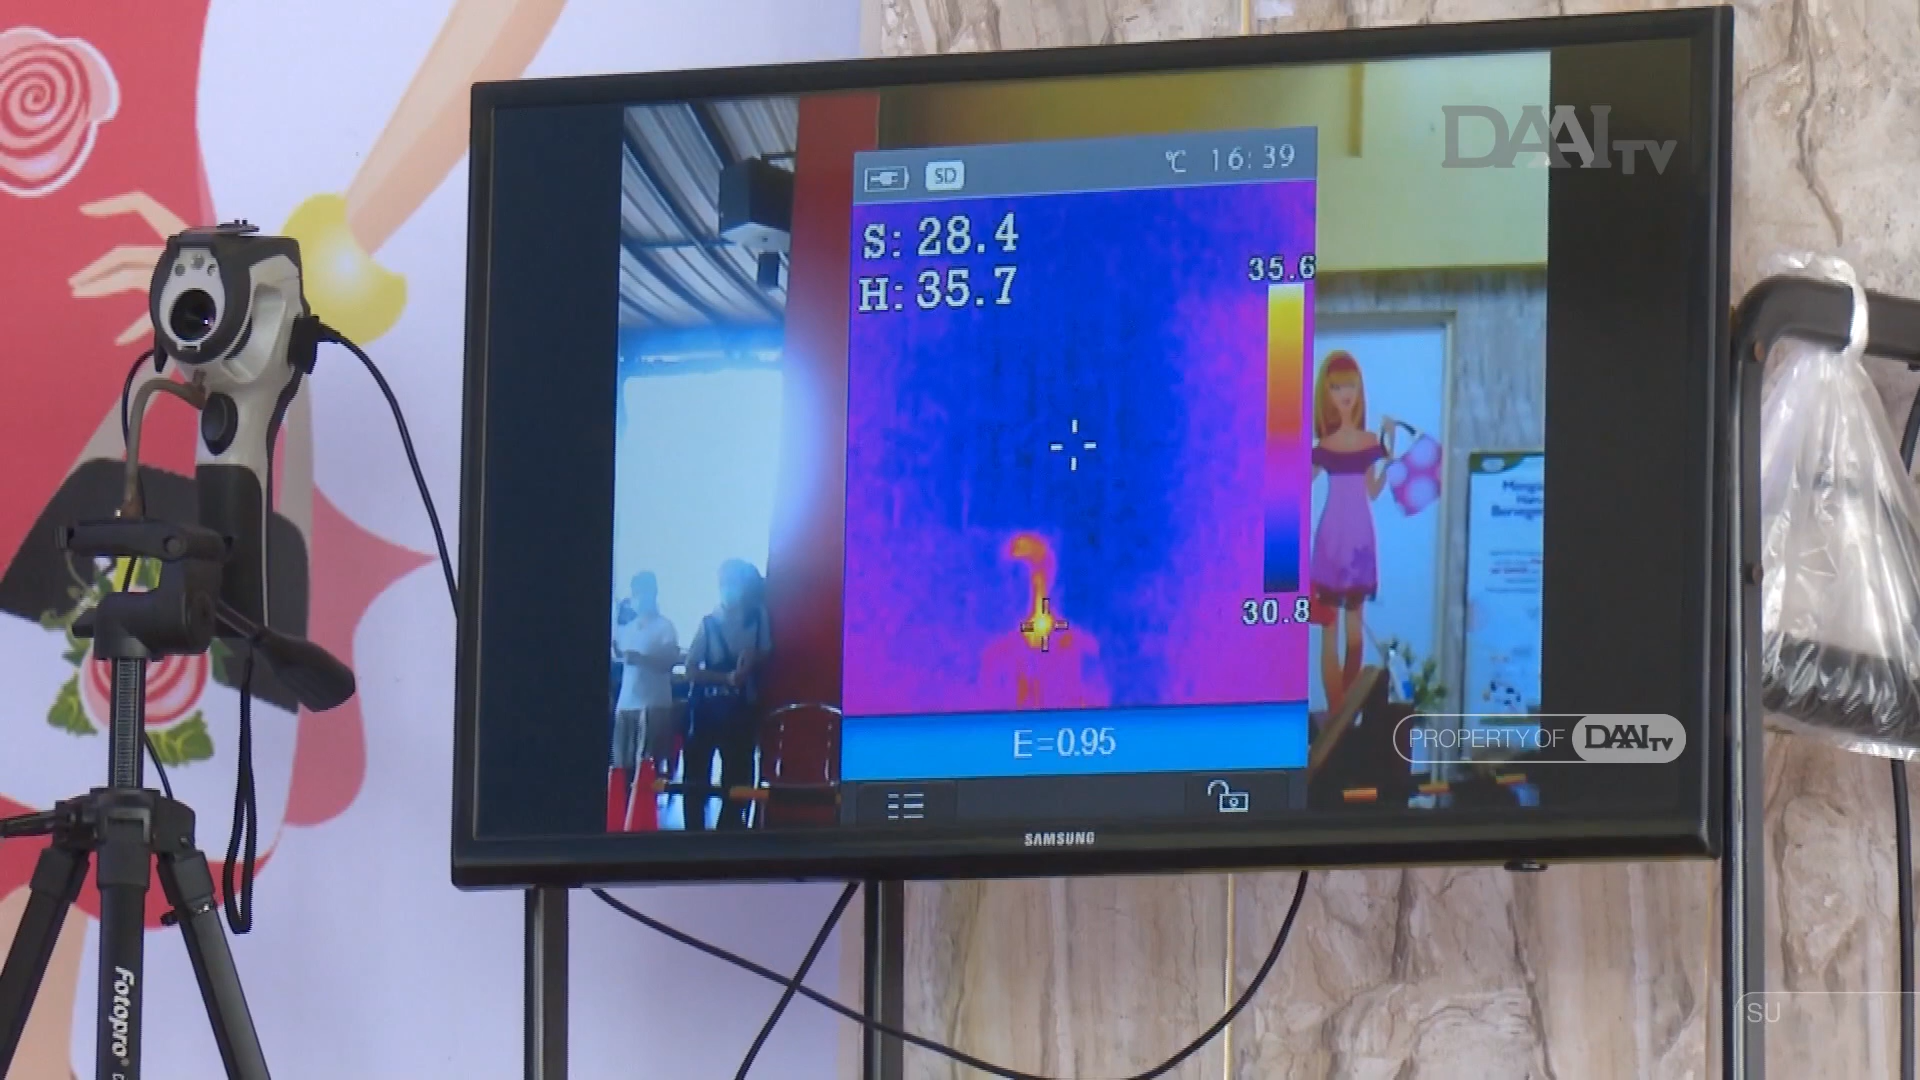 DAAI TV
SD
℃ 16:39
S: 28.4
H: 35.7
35.6
30.8
E=0.95
SAMSUNG
PROPERTY OF DAAI TV
Fotopro
SU